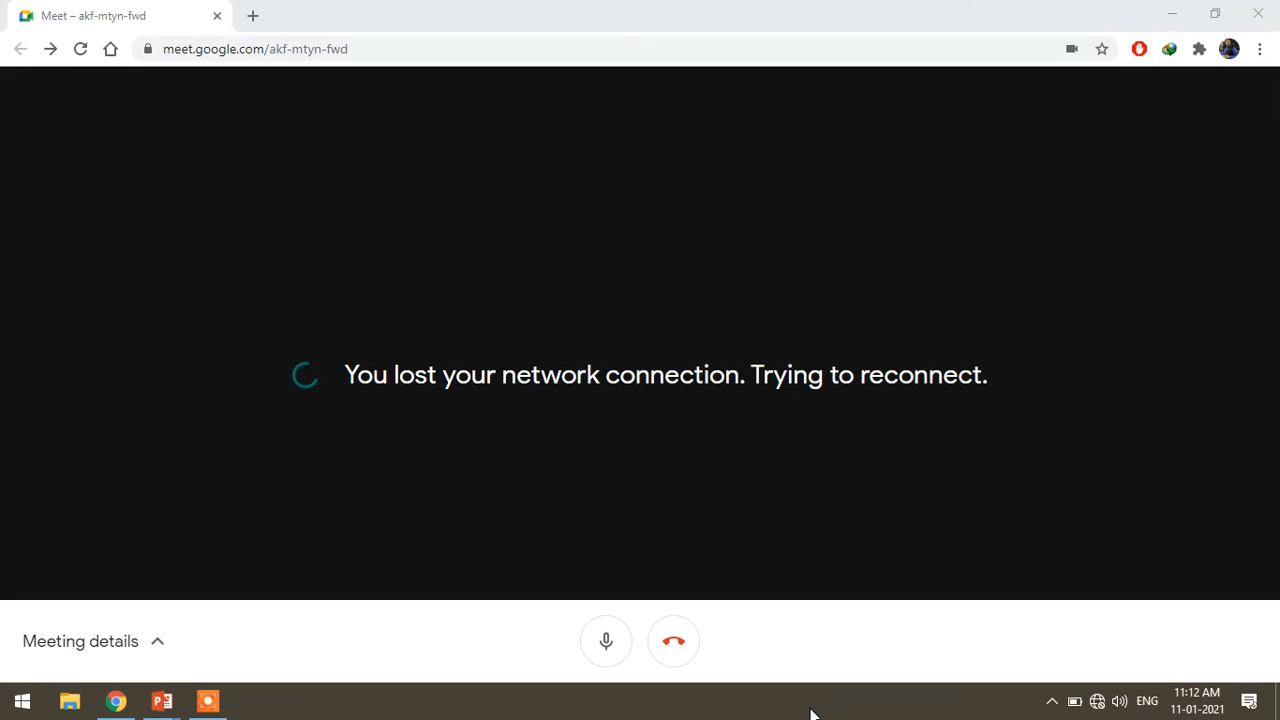 Meet – akf-mtyn-fwd
meet.google.com/akf-mtyn-fwd
You lost your network connection. Trying to reconnect.
Meeting details
ENG
11:12 AM
11-01-2021